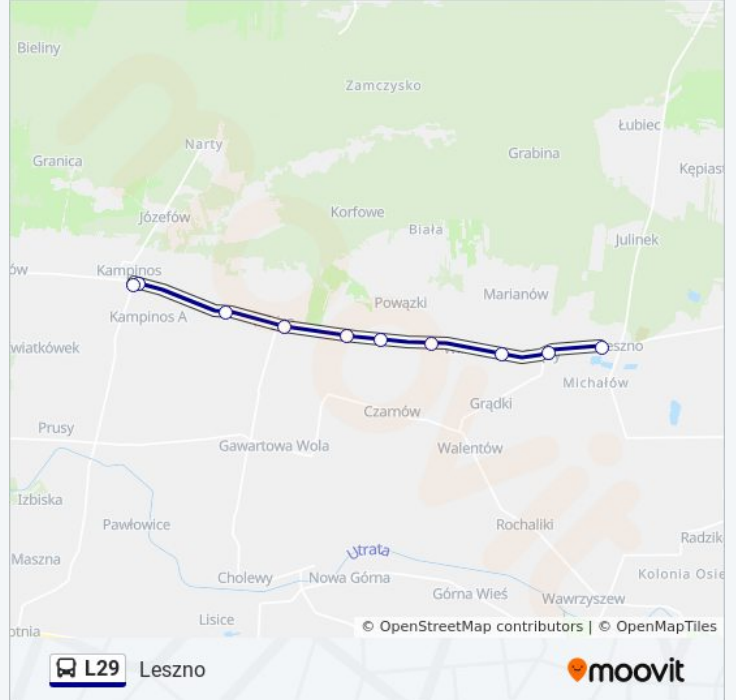 Bieliny
Zamczysko
Łubiec
Narty
Grabina
Granica
Kępias
Józefów
Korfowe
Biała
Julinek
ów
Kampinos
Marianów
Powązki
Kampinos A
wiatkówek
eszno
Michałów
Grądki
Czarnów
Prusy
Gawartowa Wola
Walentów
Izbiska
Pawłowice
Rochaliki
Radzik
Utrata
Maszna
Cholewy
Nowa Górna
Kolonia Osie
Górna Wieś
Wawrzyszew
Lisice
otnia
© OpenStreetMap contributors | © OpenMapTiles
L29 Leszno
moovit